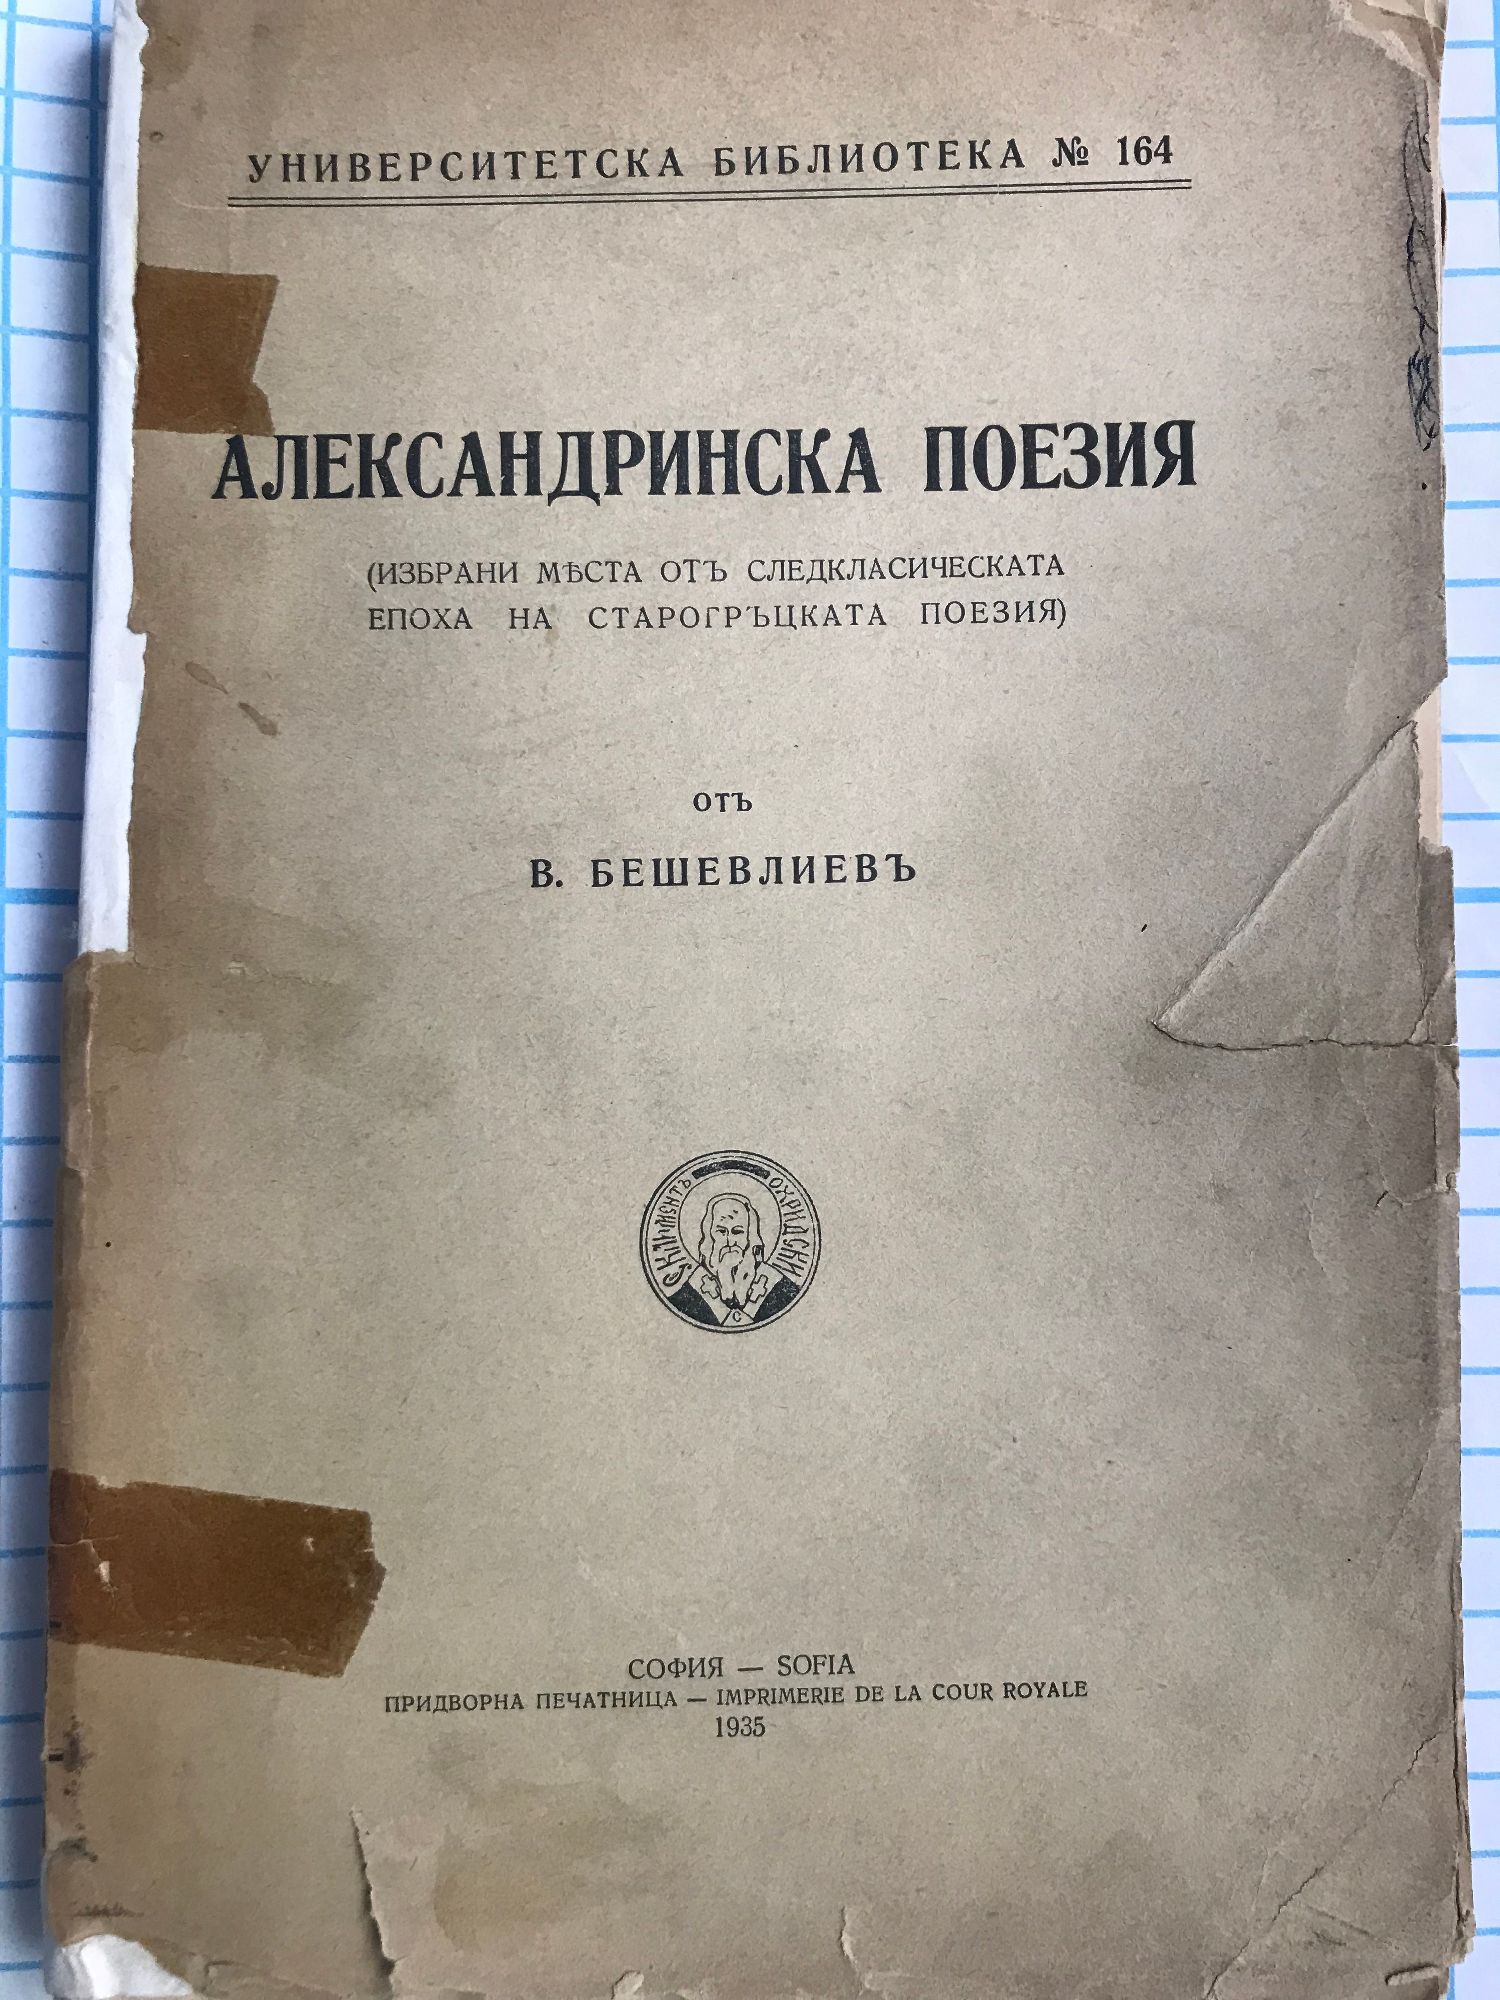 УНИВЕРСИТЕТСКА БИБЛИОТЕКА № 164
АЛЕКСАНДРИНСКА ПОЕЗИЯ
(ИЗБРАНИ МѢСТА ОТЪ СЛЕДКЛАСИЧЕСКАТА
ЕПОХА НА СТАРОГРЪЦКАТА ПОЕЗИЯ)
ОТЪ
В. БЕШЕВЛИЕВЪ
ОХРИДСКИ
СОФИЯ — SOFIA
ПРИДВОРНА ПЕЧАТНИЦА — IMPRIMERIE DE LA COUR ROYALE
1935